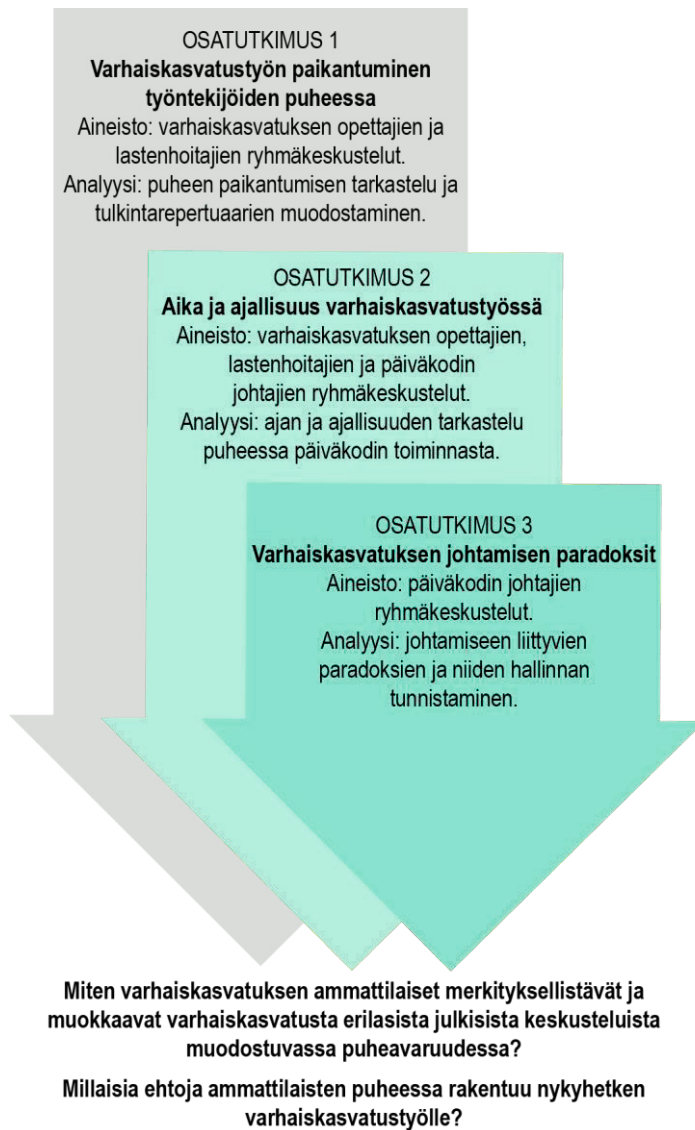 OSATUTKIMUS 1
Varhaiskasvatustyön paikantuminen
työntekijöiden puheessa
Aineisto: varhaiskasvatuksen opettajien ja
lastenhoitajien ryhmäkeskustelut.
Analyysi: puheen paikantumisen tarkastelu ja
tulkintarepertuaarien muodostaminen.
OSATUTKIMUS 2
Aika ja ajallisuus varhaiskasvatustyössä
Aineisto: varhaiskasvatuksen opettajien,
lastenhoitajien ja päiväkodin
johtajien ryhmäkeskustelut.
Analyysi: ajan ja ajallisuuden tarkastelu
puheessa päiväkodin toiminnasta.
OSATUTKIMUS 3
Varhaiskasvatuksen johtamisen paradoksit
Aineisto: päiväkodin johtajien
ryhmäkeskustelut.
Analyysi: johtamiseen liittyvien
paradoksien ja niiden hallinnan
tunnistaminen.
Miten varhaiskasvatuksen ammattilaiset merkityksellistävät ja
muokkaavat varhaiskasvatusta erilasista julkisista keskusteluista
muodostuvassa puheavaruudessa?
Millaisia ehtoja ammattilaisten puheessa rakentuu nykyhetken
varhaiskasvatustyölle?